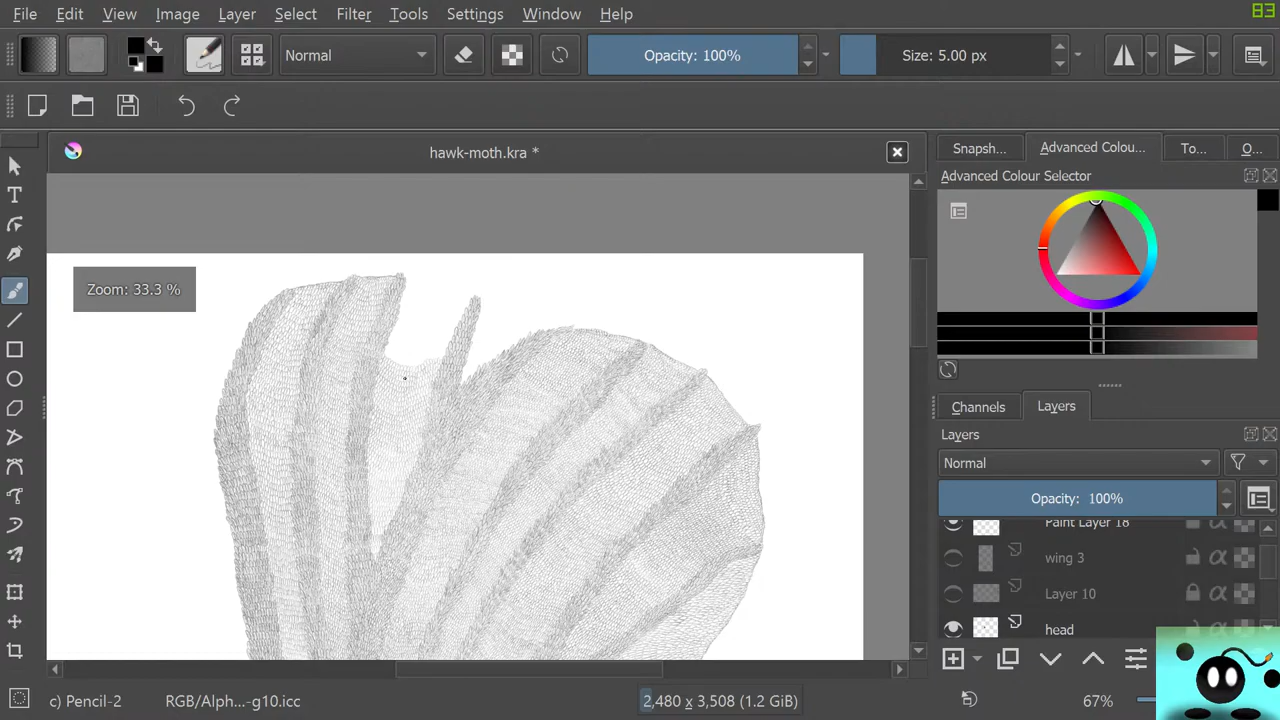 83
File Edit View Image Layer Select Filter Tools Settings Window Help
Normal Opacity: 100% Size: 5.00 px
hawk-moth.kra *
Snapsh... Advanced Colou... To... O...
Advanced Colour Selector
Zoom: 33.3 %
Channels Layers
Layers
Normal
Opacity: 100%
Paint Layer 18
wing 3
Layer 10
head
c) Pencil-2 RGB/Alph...-g10.icc 2,480 x 3,508 (1.2 GiB) 67%